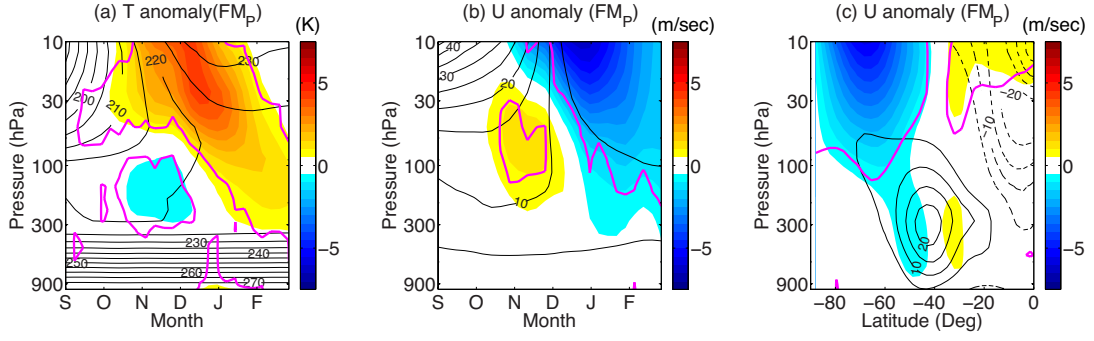 (a) T anomaly(FM_P)
(K)
10
30
100
300
900
Pressure (hPa)
S O N D J F
Month
200
210
220
230
230
240
250
260
270
5
0
−5
(b) U anomaly (FM_P)
(m/sec)
10
30
100
300
900
Pressure (hPa)
S O N D J F
Month
40
30
20
10
10
5
0
−5
(c) U anomaly (FM_P)
(m/sec)
10
30
100
300
900
Pressure (hPa)
−80 −60 −40 −20 0
Latitude (Deg)
−20
−10
20
10
5
0
−5